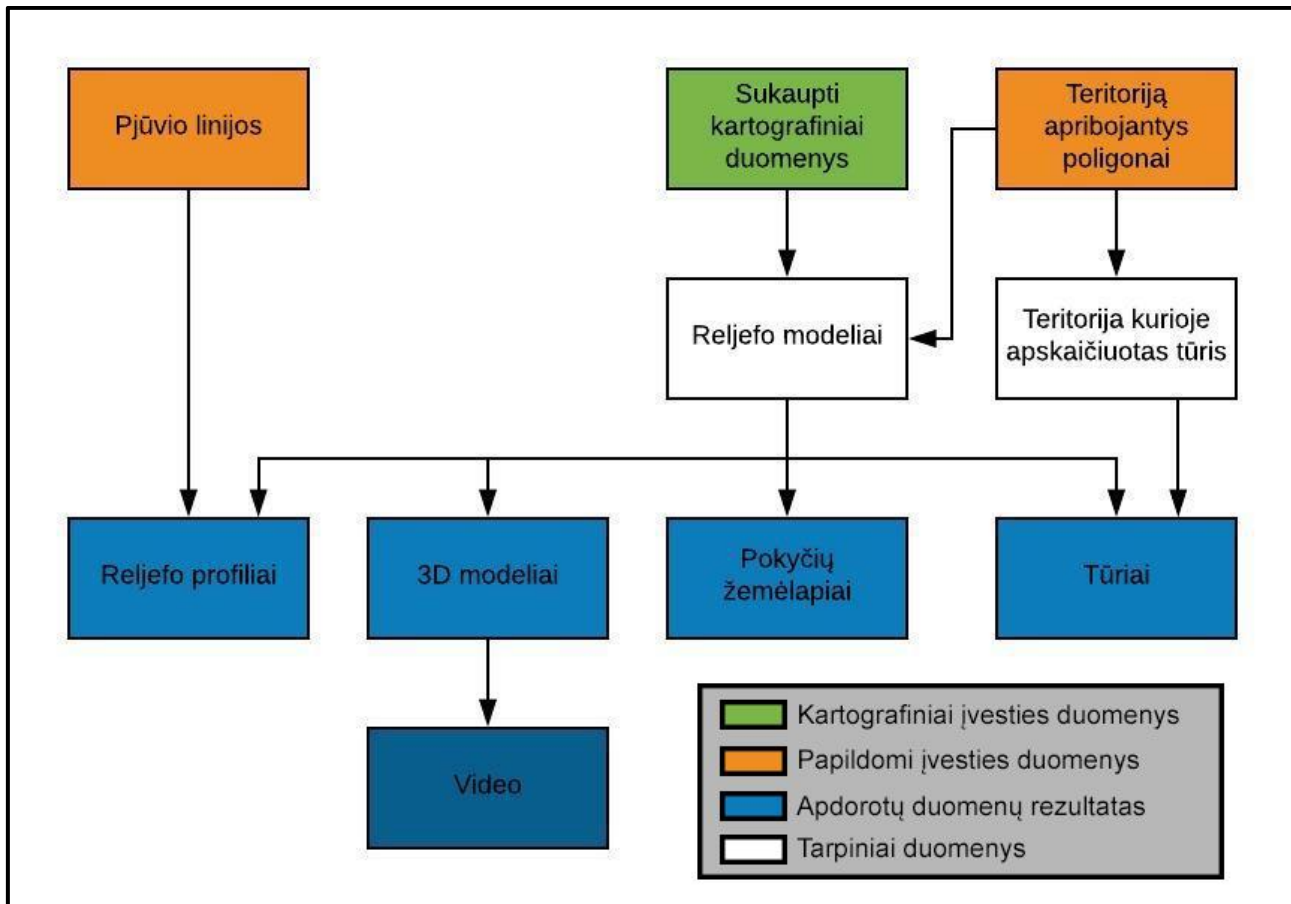 Pjūvio linijos
Sukaupti
kartografiniai
duomenys
Teritoriją
apribojantys
poligonai
Reljefo modeliai
Teritorija kurioje
apskaičiuotas tūris
Reljefo profiliai
3D modeliai
Pokyčių
žemėlapiai
Tūriai
Video
Kartografiniai įvesties duomenys
Papildomi įvesties duomenys
Apdorotų duomenų rezultatas
Tarpiniai duomenys